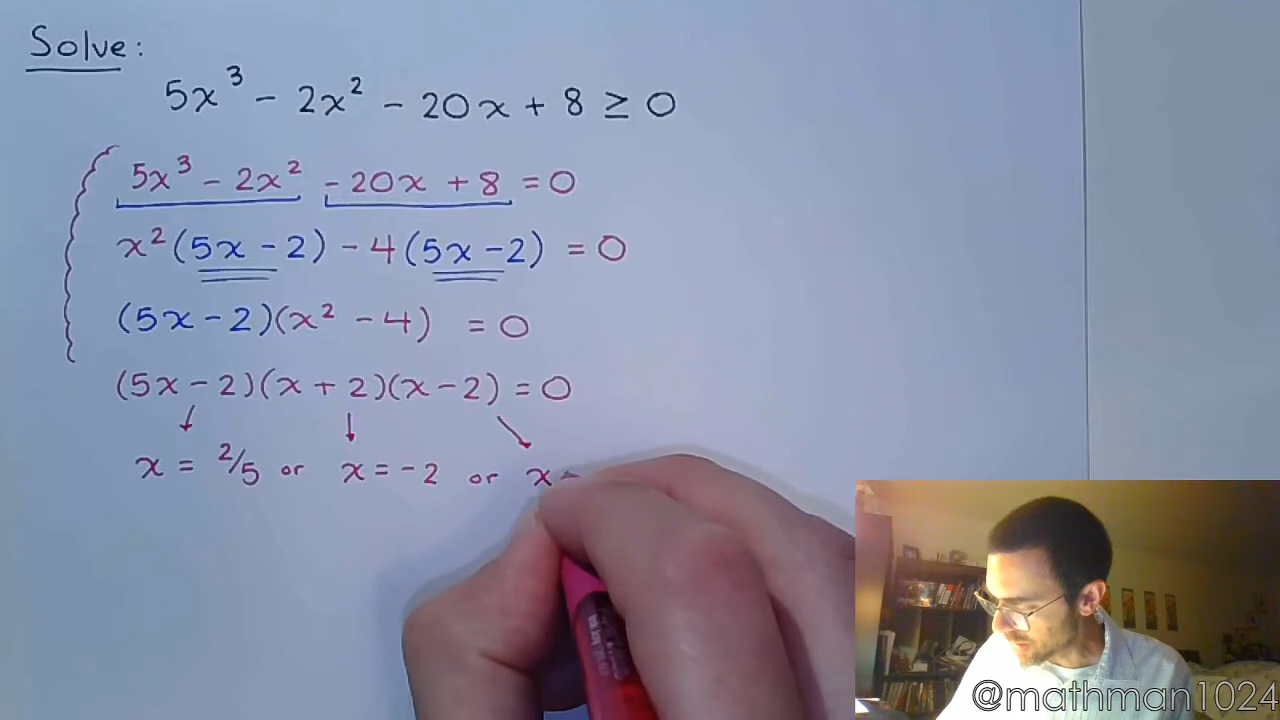 Solve:
5x³ - 2x² - 20x + 8 ≥ 0
5x³ - 2x² - 20x + 8 = 0
x²(5x - 2) - 4(5x - 2) = 0
(5x - 2)(x² - 4) = 0
(5x - 2)(x + 2)(x - 2) = 0
x = 2/5 or x = -2 or x =
@mathman1024